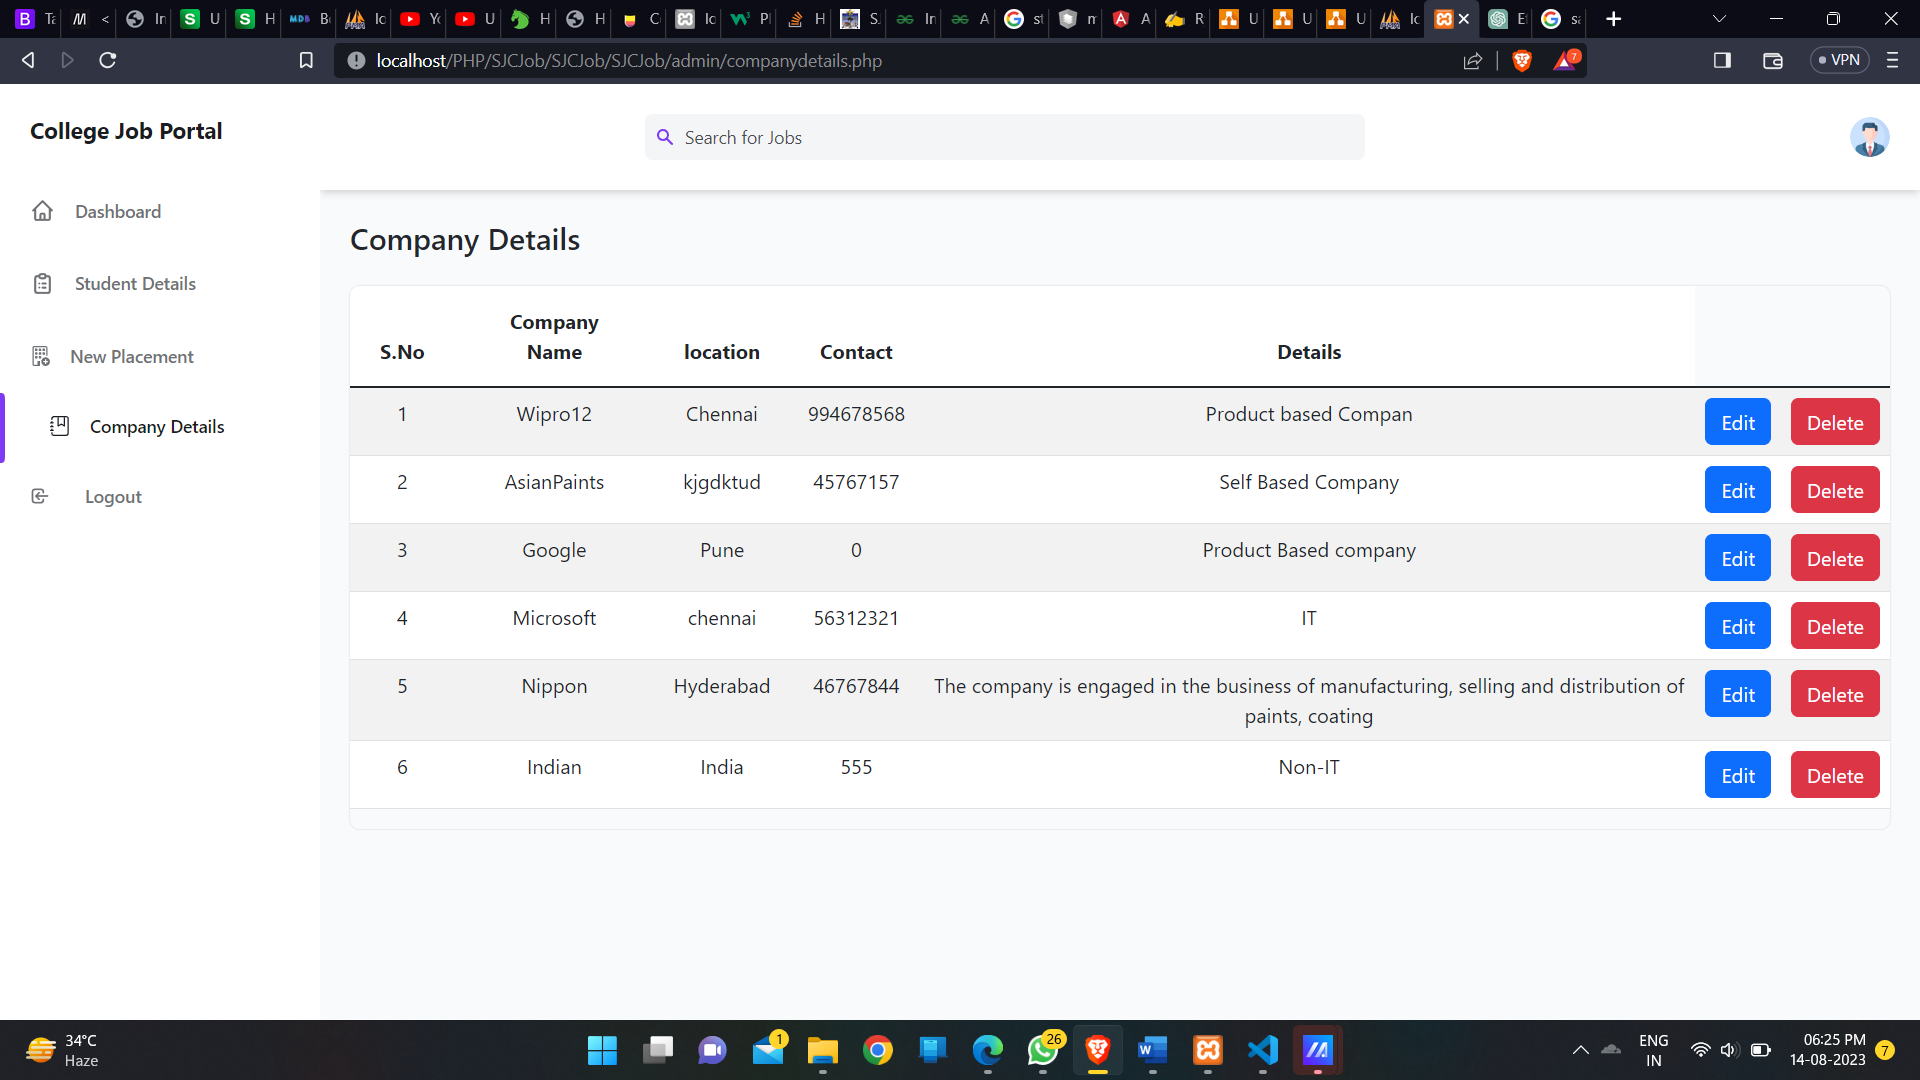 localhost/PHP/SJCJob/SJCJob/SJCJob/admin/companydetails.php
7
VPN
College Job Portal
Search for Jobs
Dashboard
Student Details
New Placement
Company Details
Logout
Company Details
S.No Company Name location Contact Details
1 Wipro12 Chennai 994678568 Product based Compan Edit Delete
2 AsianPaints kjgdktud 45767157 Self Based Company Edit Delete
3 Google Pune 0 Product Based company Edit Delete
4 Microsoft chennai 56312321 IT Edit Delete
5 Nippon Hyderabad 46767844 The company is engaged in the business of manufacturing, selling and distribution of Edit Delete
paints, coating
6 Indian India 555 Non-IT Edit Delete
34°C
Haze
1
26
ENG
IN
06:25 PM
14-08-2023
7